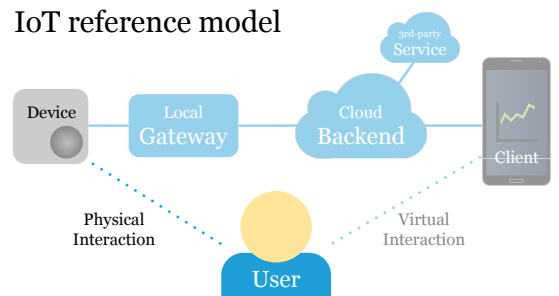 IoT reference model
3rd-party
Service
Device
Local
Gateway
Cloud
Backend
Client
Physical
Interaction
Virtual
Interaction
User